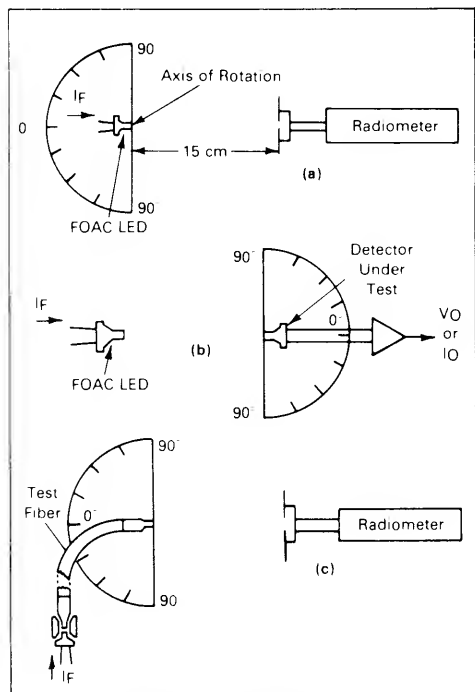 90
Axis of Rotation
IF
0
Radiometer
15 cm
(a)
90
FOAC LED
90
Detector
Under
Test
IF
0
VO
or
IO
(b)
FOAC LED
90
90
Test
Fiber
0
Radiometer
(c)
90
IF